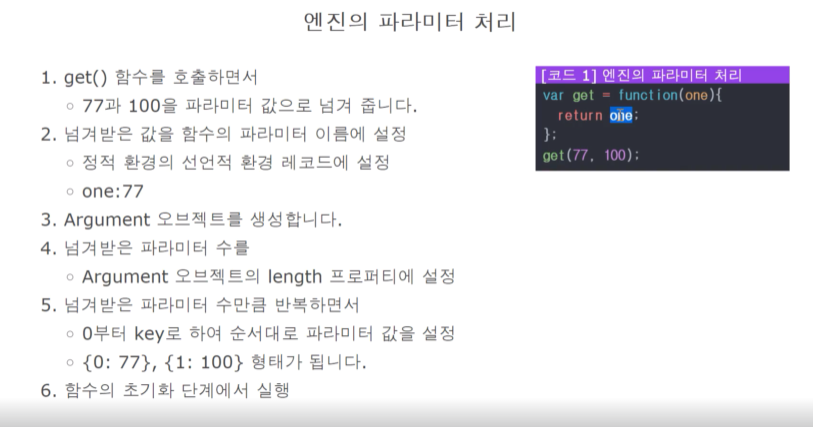 엔진의 파라미터 처리
1. get() 함수를 호출하면서
○ 77과 100을 파라미터 값으로 넘겨 줍니다.
2. 넘겨받은 값을 함수의 파라미터 이름에 설정
○ 정적 환경의 선언적 환경 레코드에 설정
○ one:77
3. Argument 오브젝트를 생성합니다.
4. 넘겨받은 파라미터 수를
○ Argument 오브젝트의 length 프로퍼티에 설정
5. 넘겨받은 파라미터 수만큼 반복하면서
○ 0부터 key로 하여 순서대로 파라미터 값을 설정
○ {0: 77}, {1: 100} 형태가 됩니다.
6. 함수의 초기화 단계에서 실행
[코드 1] 엔진의 파라미터 처리
var get = function(one){
return one;
};
get(77, 100);